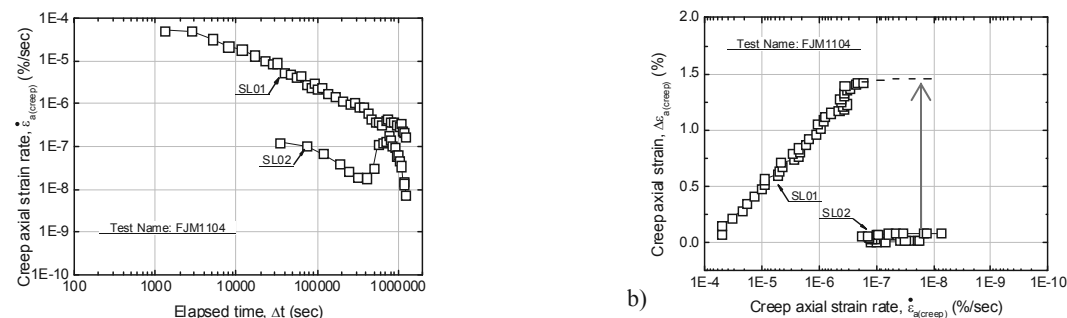 1E-4
1E-5
1E-6
1E-7
1E-8
1E-9
1E-10
Creep axial strain rate, ε̇a(creep) (%/sec)
SL01
SL02
Test Name: FJM1104
100
1000
10000
100000
1000000
Elapsed time, Δt (sec)
b)
2.0
1.5
1.0
0.5
0.0
Creep axial strain, Δεa(creep) (%)
Test Name: FJM1104
SL01
SL02
1E-4
1E-5
1E-6
1E-7
1E-8
1E-9
1E-10
Creep axial strain rate, ε̇a(creep) (%/sec)